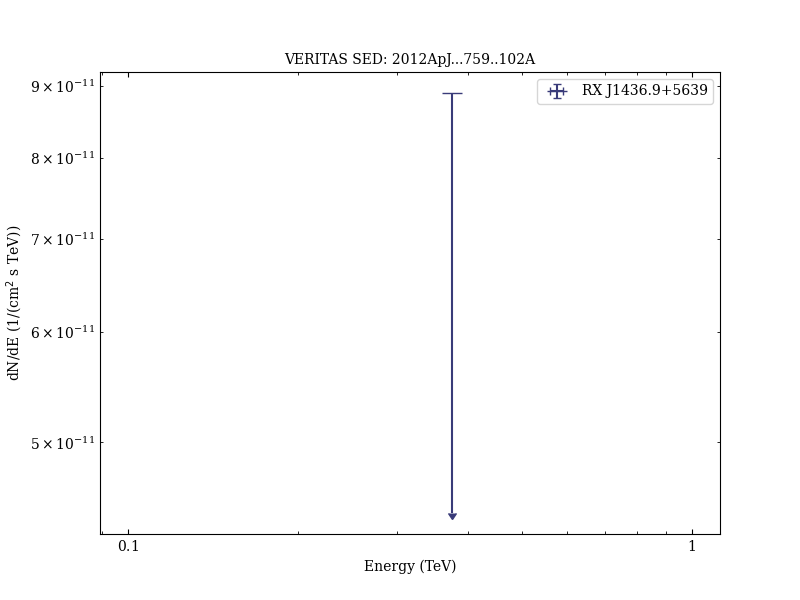 VERITAS SED: 2012ApJ...759..102A
RX J1436.9+5639
9×10⁻¹¹
8×10⁻¹¹
7×10⁻¹¹
6×10⁻¹¹
5×10⁻¹¹
dN/dE (1/(cm² s TeV))
0.1
1
Energy (TeV)